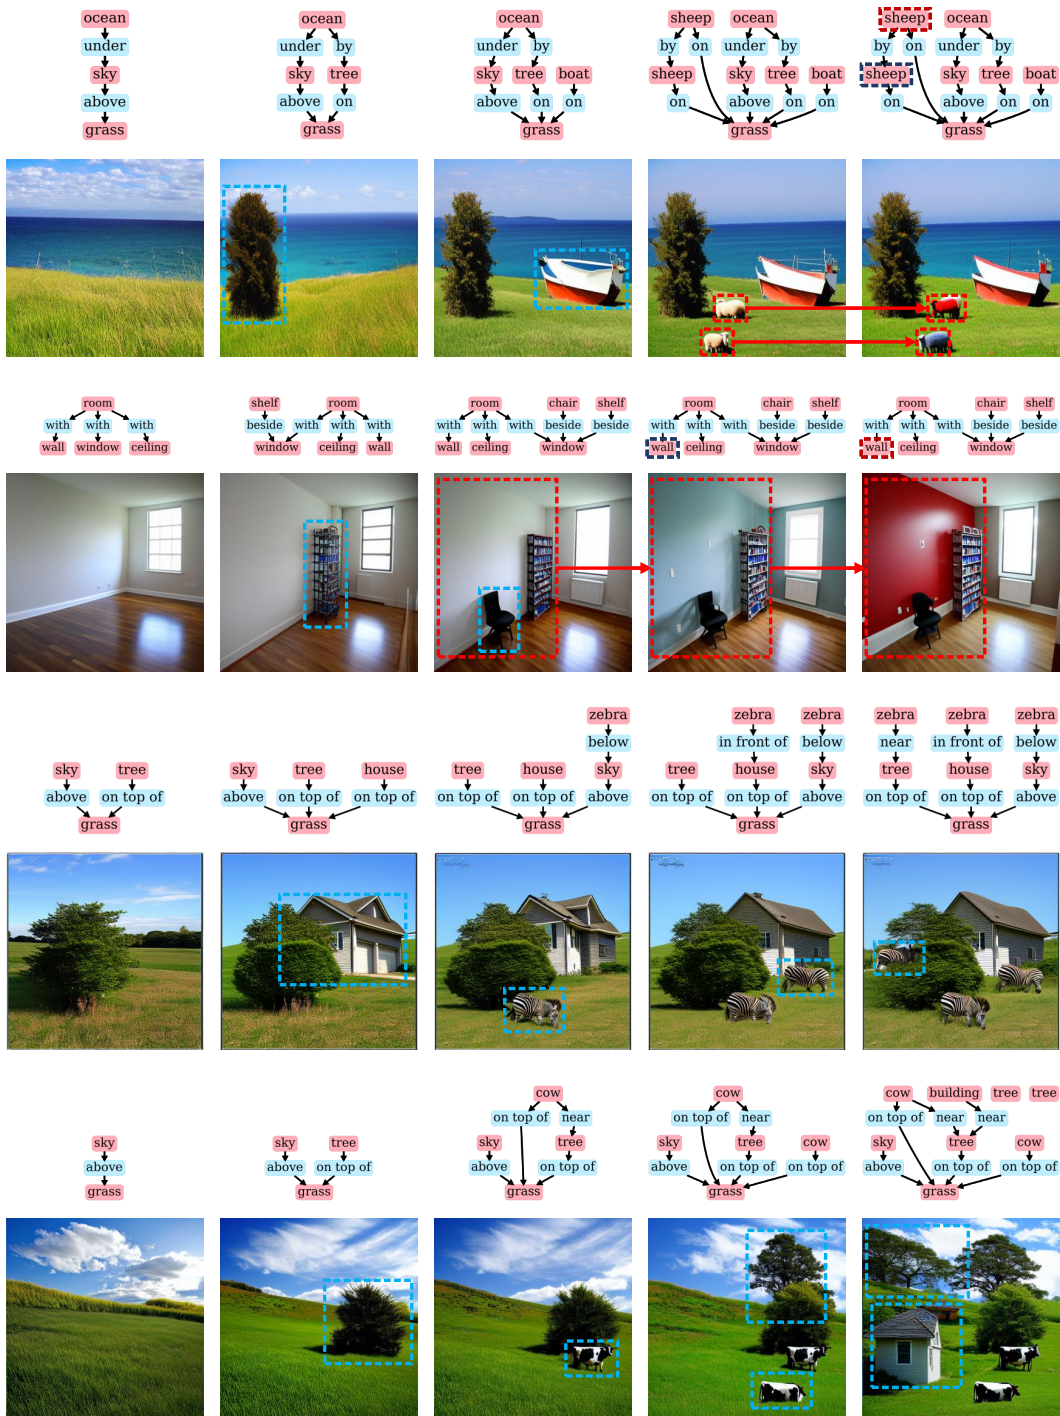 ocean
under
sky
above
grass
ocean
under by
sky tree
above on
grass
ocean
under by
sky tree boat
above on on
grass
sheep ocean
by on under by
sheep sky tree boat
on above on on
grass
sheep ocean
by on under by
sheep sky tree boat
on above on on
grass
room
with with with
wall window ceiling
shelf room
beside with with with
window ceiling wall
room chair shelf
with with with beside beside
wall ceiling window
room chair shelf
with with with beside beside
wall ceiling window
room chair shelf
with with with beside beside
wall ceiling window
sky tree
above on top of
grass
sky tree house
above on top of on top of
grass
zebra
below
tree house sky
on top of on top of above
grass
zebra zebra
in front of below
tree house sky
on top of on top of above
grass
zebra zebra zebra
near in front of below
tree house sky
on top of on top of above
grass
sky
above
grass
sky tree
above on top of
grass
cow
on top of near
sky tree
above on top of
grass
cow
on top of near
sky tree cow
above on top of on top of
grass
cow building tree tree
on top of near near
sky tree cow
above on top of on top of
grass